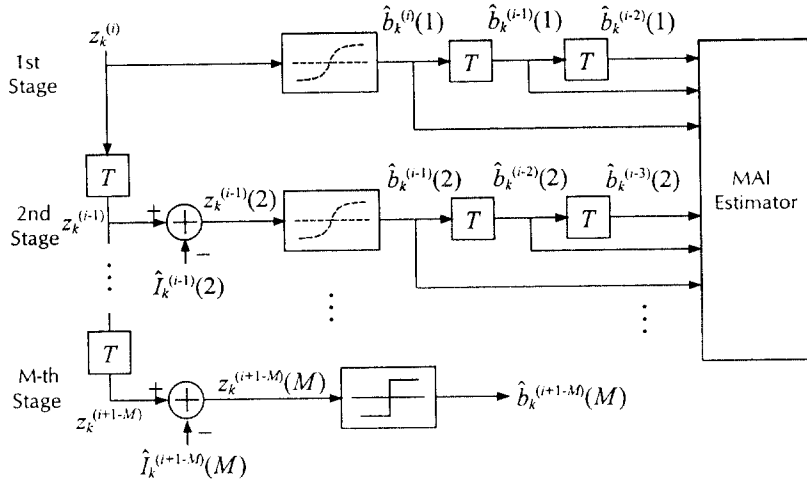 z_k^(i)
1st
Stage
b̂_k^(i)(1)
b̂_k^(i-1)(1)
b̂_k^(i-2)(1)
T
T
T
2nd
Stage
z_k^(i-1)
+
−
z_k^(i-1)(2)
Î_k^(i-1)(2)
b̂_k^(i-1)(2)
b̂_k^(i-2)(2)
b̂_k^(i-3)(2)
T
T
MAI
Estimator
T
M-th
Stage
z_k^(i+1-M)
+
−
z_k^(i+1-M)(M)
Î_k^(i+1-M)(M)
b̂_k^(i+1-M)(M)